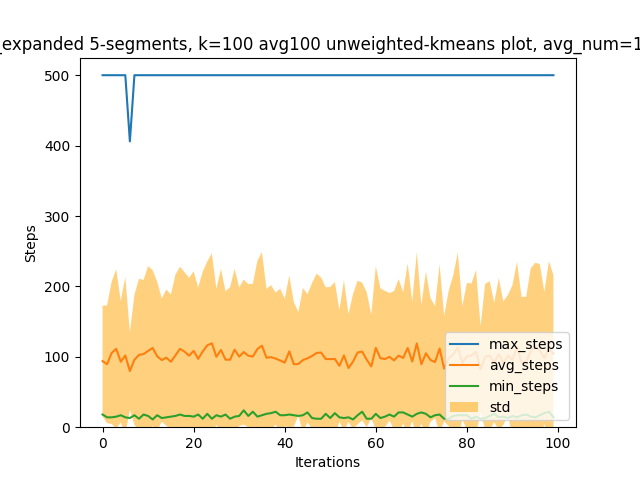 _expanded 5-segments, k=100 avg100 unweighted-kmeans plot, avg_num=1
500
400
300
200
100
0
Steps
0 20 40 60 80 100
Iterations
max_steps
avg_steps
min_steps
std